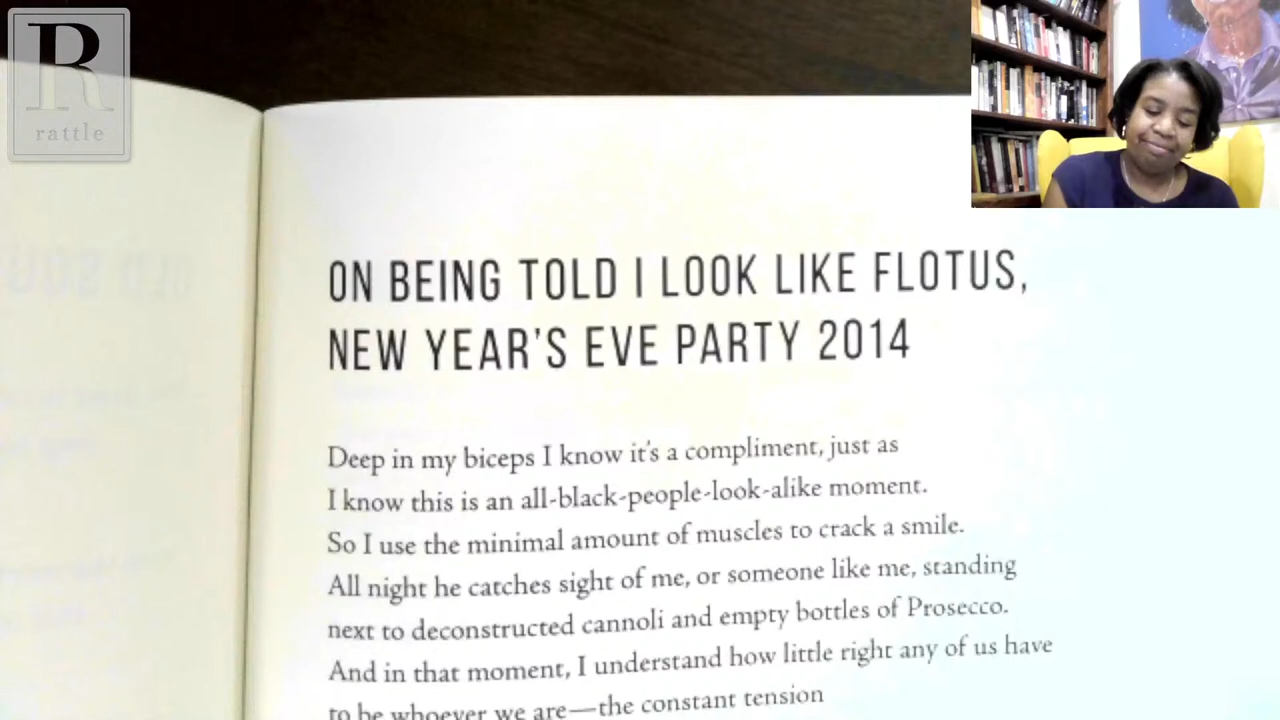 R
rattle
ON BEING TOLD I LOOK LIKE FLOTUS,
NEW YEAR'S EVE PARTY 2014
Deep in my biceps I know it's a compliment, just as
I know this is an all-black-people-look-alike moment.
So I use the minimal amount of muscles to crack a smile.
All night he catches sight of me, or someone like me, standing
next to deconstructed cannoli and empty bottles of Prosecco.
And in that moment, I understand how little right any of us have
to be whoever we are—the constant tension